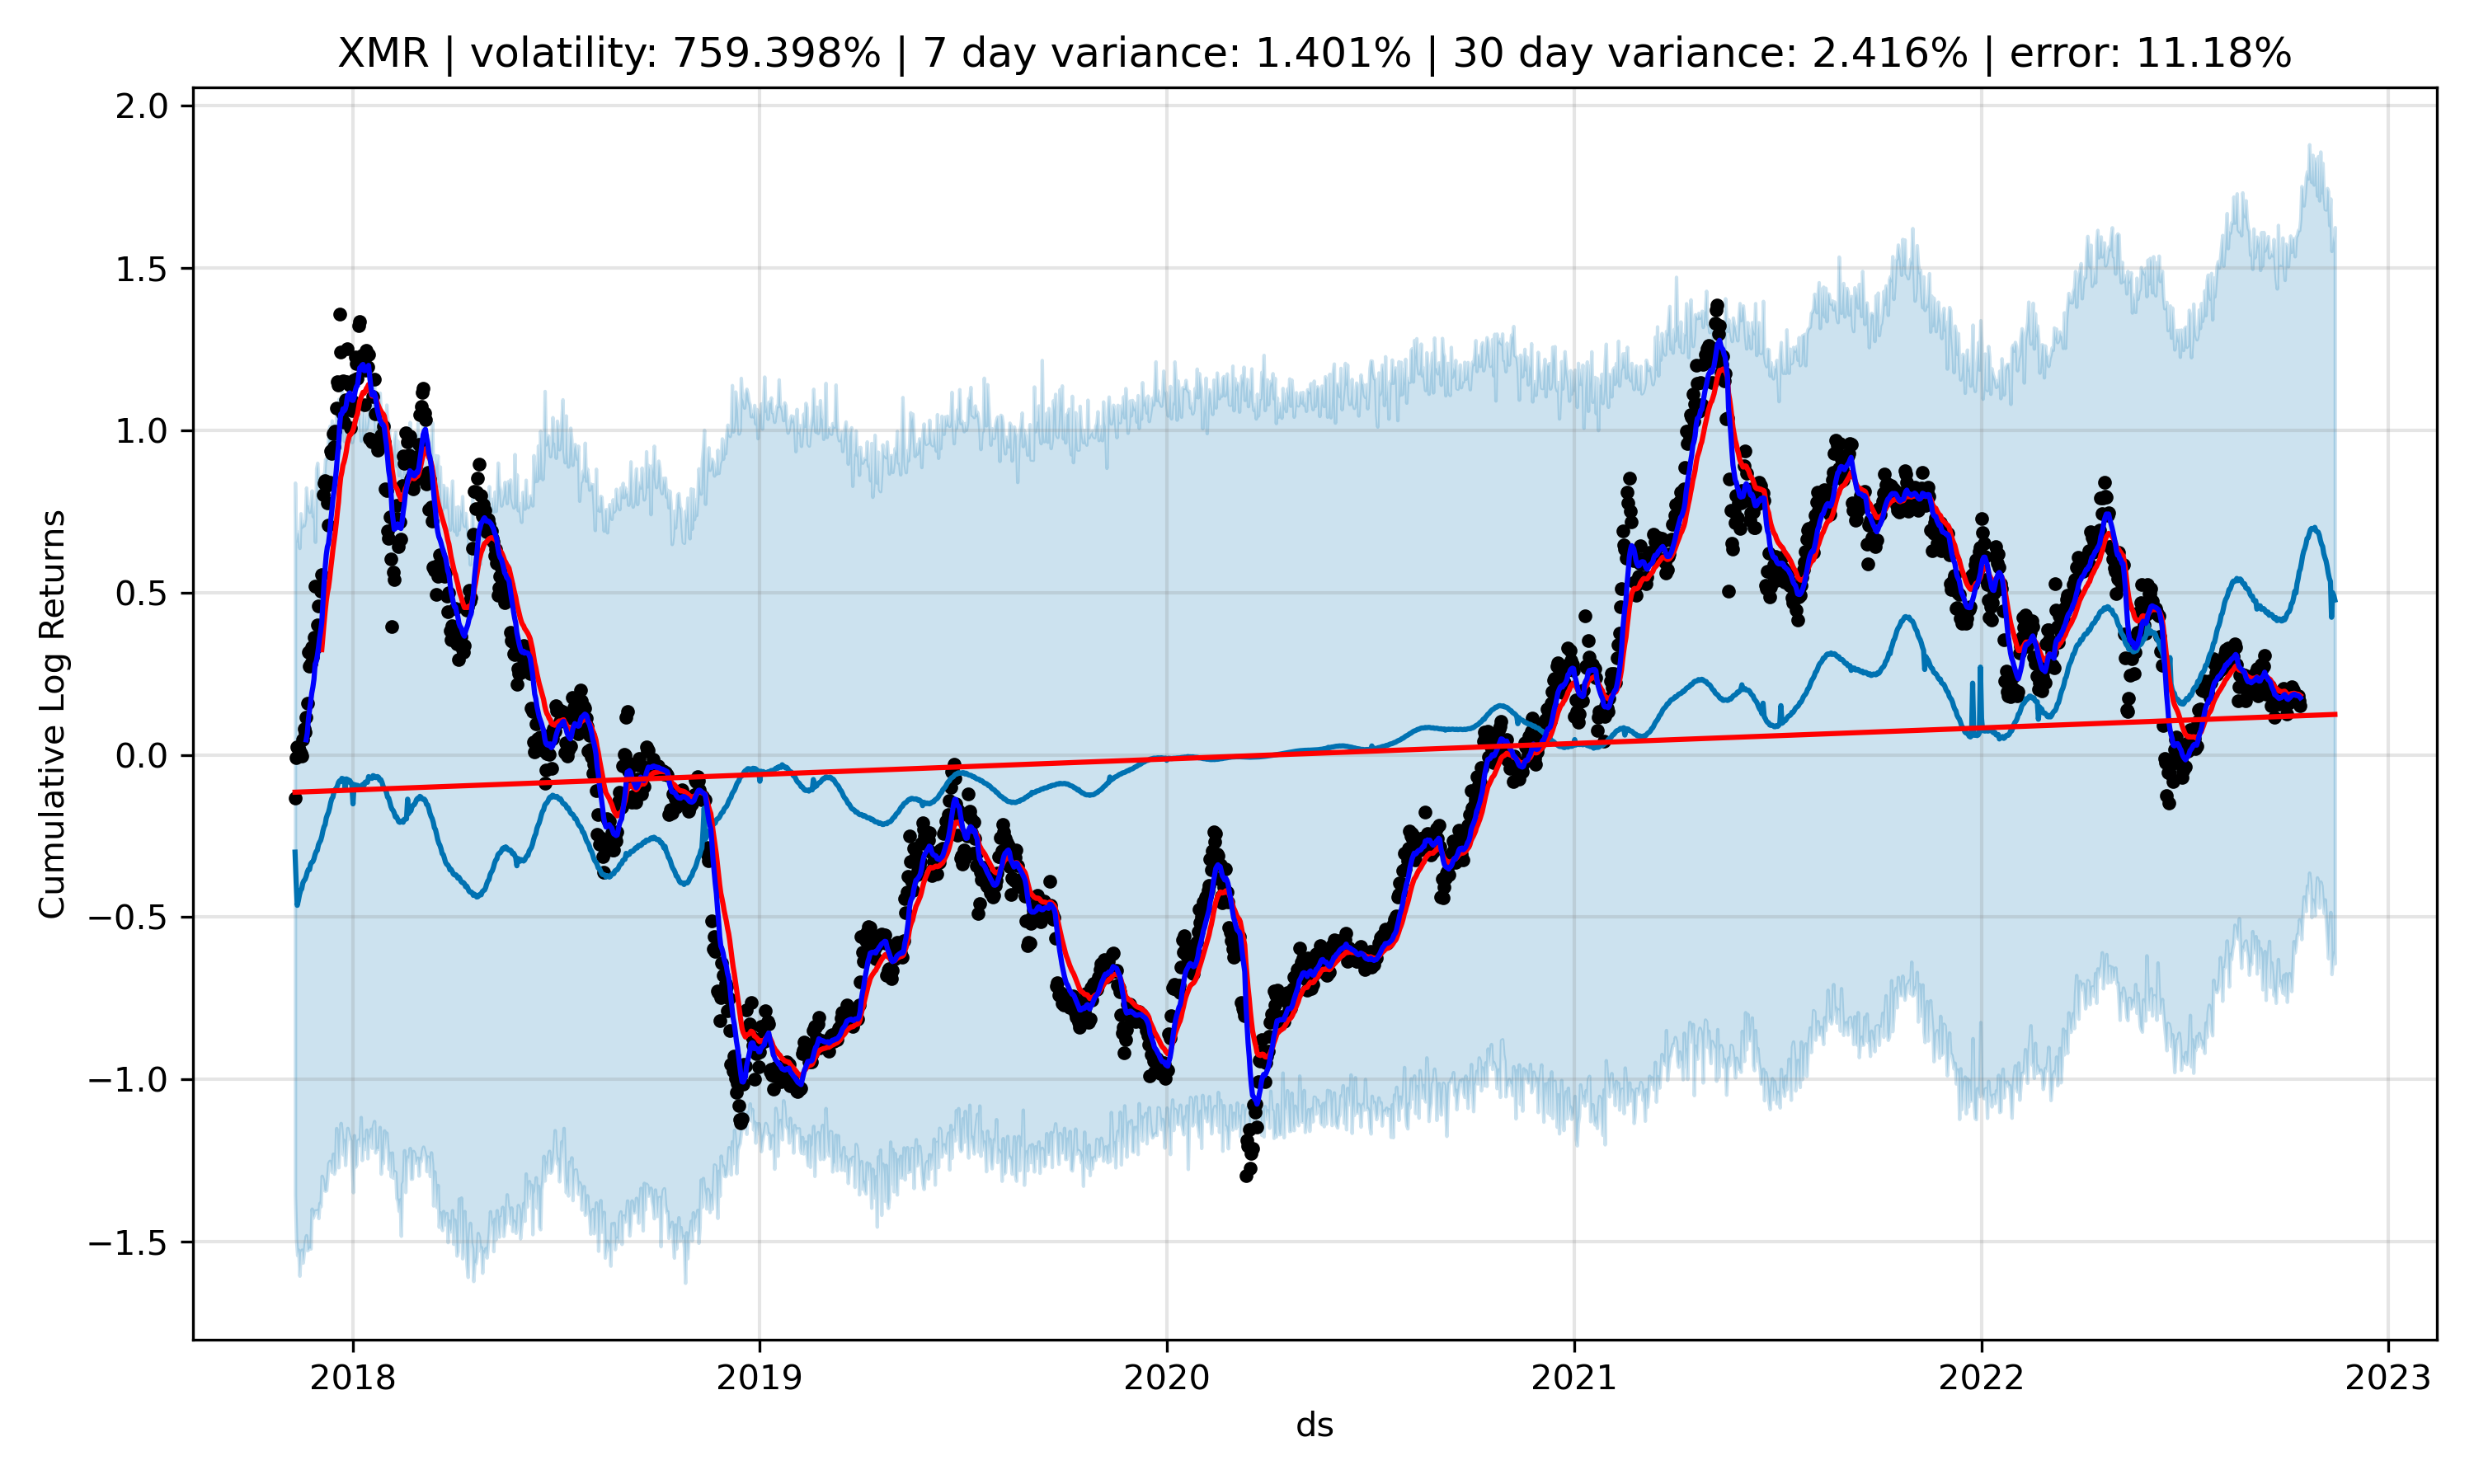 XMR | volatility: 759.398% | 7 day variance: 1.401% | 30 day variance: 2.416% | error: 11.18%
2.0
1.5
1.0
0.5
0.0
−0.5
−1.0
−1.5
Cumulative Log Returns
2018 2019 2020 2021 2022 2023
ds